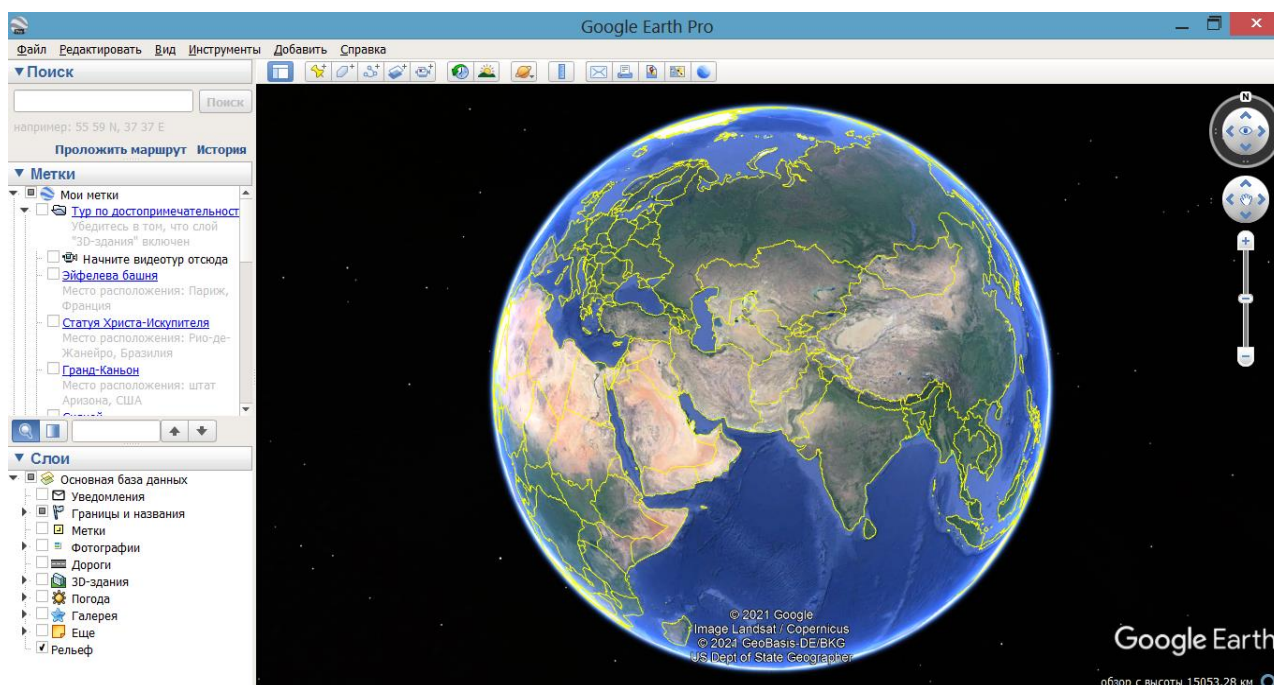 Google Earth Pro
Файл Редактировать Вид Инструменты Добавить Справка
Поиск
Поиск
например: 55 59 N, 37 37 E
Проложить маршрут История
Метки
Мои метки
Тур по достопримечательност
Убедитесь в том, что слой
"3D-здания" включен
Начните видеотур отсюда
Эйфелева башня
Место расположения: Париж,
Франция
Статуя Христа-Искупителя
Место расположения: Рио-де-
Жанейро, Бразилия
Гранд-Каньон
Место расположения: штат
Аризона, США
Слои
Основная база данных
Уведомления
Границы и названия
Метки
Фотографии
Дороги
3D-здания
Погода
Галерея
Еще
Рельеф
N
© 2021 Google
Image Landsat / Copernicus
© 2021 GeoBasis-DE/BKG
US Dept of State Geographer
Google Earth
обзор с высоты 15053.28 км